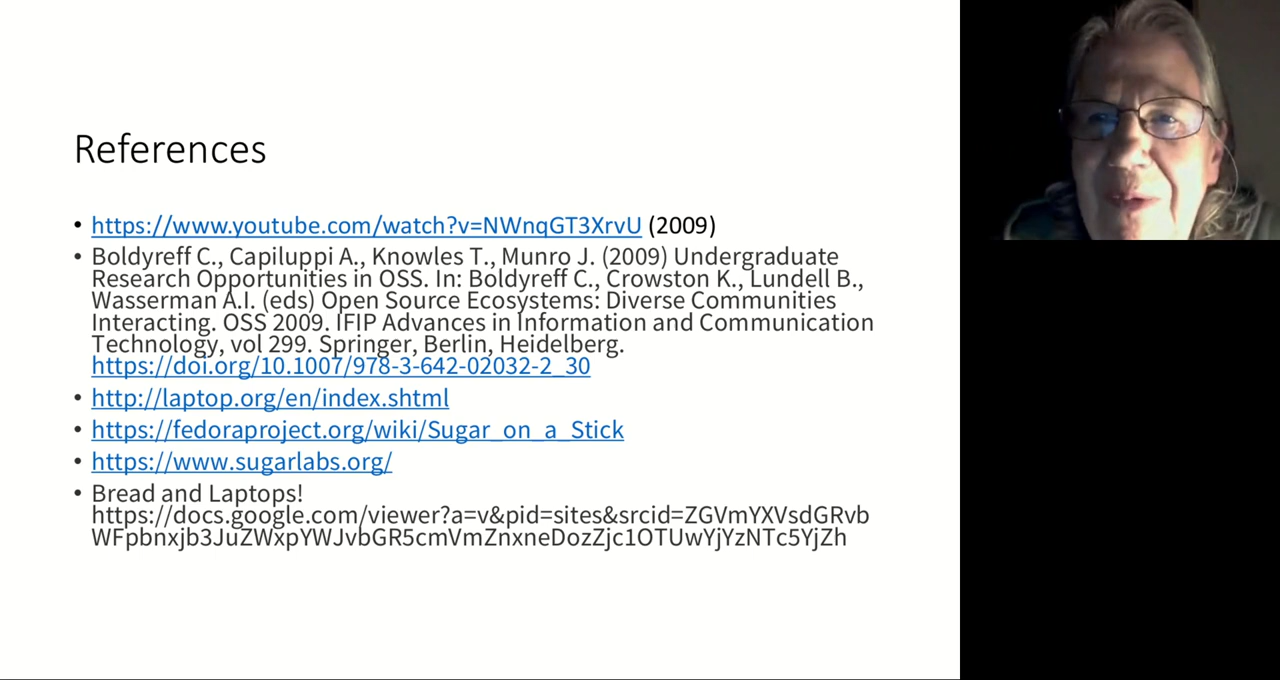 References
• https://www.youtube.com/watch?v=NWnqGT3XrvU (2009)
• Boldyreff C., Capiluppi A., Knowles T., Munro J. (2009) Undergraduate
Research Opportunities in OSS. In: Boldyreff C., Crowston K., Lundell B.,
Wasserman A.I. (eds) Open Source Ecosystems: Diverse Communities
Interacting. OSS 2009. IFIP Advances in Information and Communication
Technology, vol 299. Springer, Berlin, Heidelberg.
https://doi.org/10.1007/978-3-642-02032-2_30
• http://laptop.org/en/index.shtml
• https://fedoraproject.org/wiki/Sugar_on_a_Stick
• https://www.sugarlabs.org/
• Bread and Laptops!
https://docs.google.com/viewer?a=v&pid=sites&srcid=ZGVmYXVsdGRvb
WFpbnxjb3JuZWxpYWJvbGR5cmVmZnxneDozZjc1OTUwYjYzNTc5YjZh